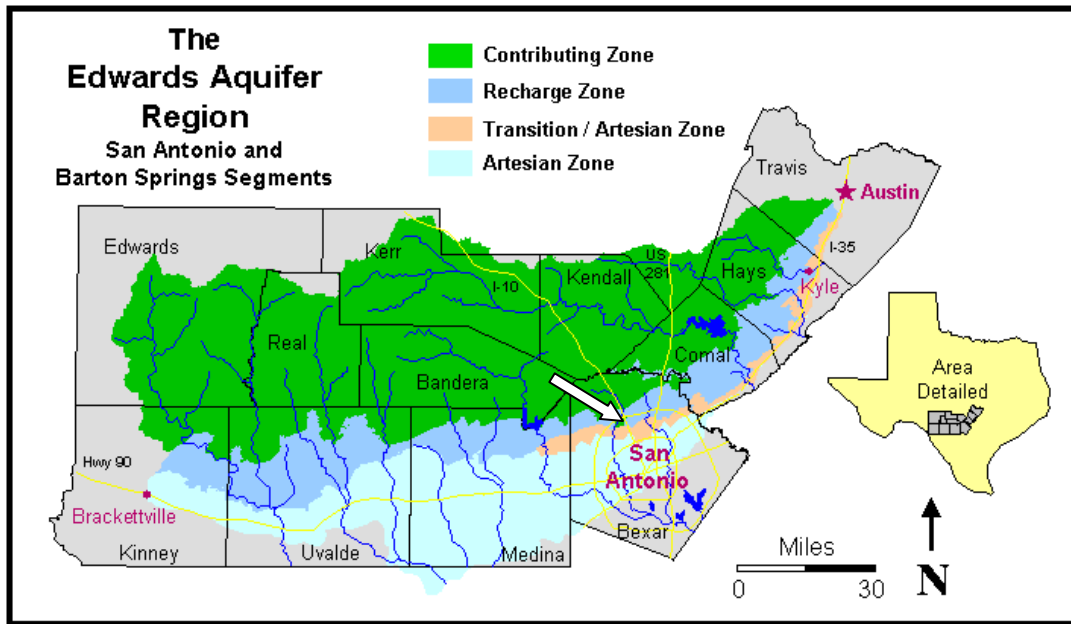 The
Edwards Aquifer
Region
San Antonio and
Barton Springs Segments
Contributing Zone
Recharge Zone
Transition / Artesian Zone
Artesian Zone
Travis
Austin
Edwards
Kerr
I-10
Kendall
US
281
Hays
I-35
Kyle
Real
Bandera
Comal
Area
Detailed
Hwy 90
San
Antonio
Brackettville
Kinney
Uvalde
Medina
Bexar
Miles
0 30
N